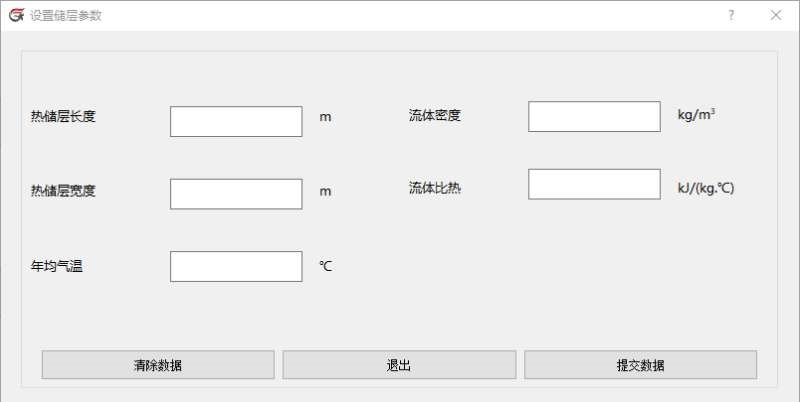 设置储层参数 ?
热储层长度 m 流体密度 kg/m³
热储层宽度 m 流体比热 kJ/(kg.℃)
年均气温 ℃
清除数据 退出 提交数据